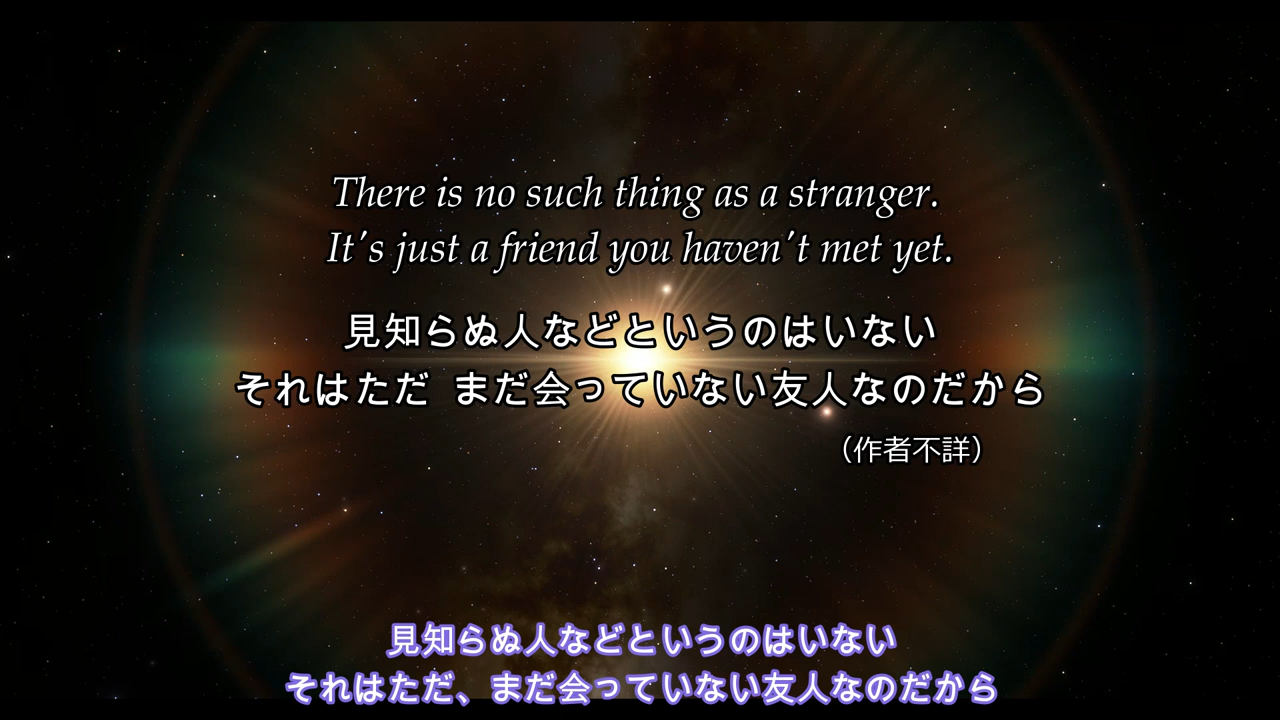 There is no such thing as a stranger.
It's just a friend you haven't met yet.
見知らぬ人などというのはいない
それはただ まだ会っていない友人なのだから
（作者不詳）
見知らぬ人などというのはいない
それはただ、まだ会っていない友人なのだから